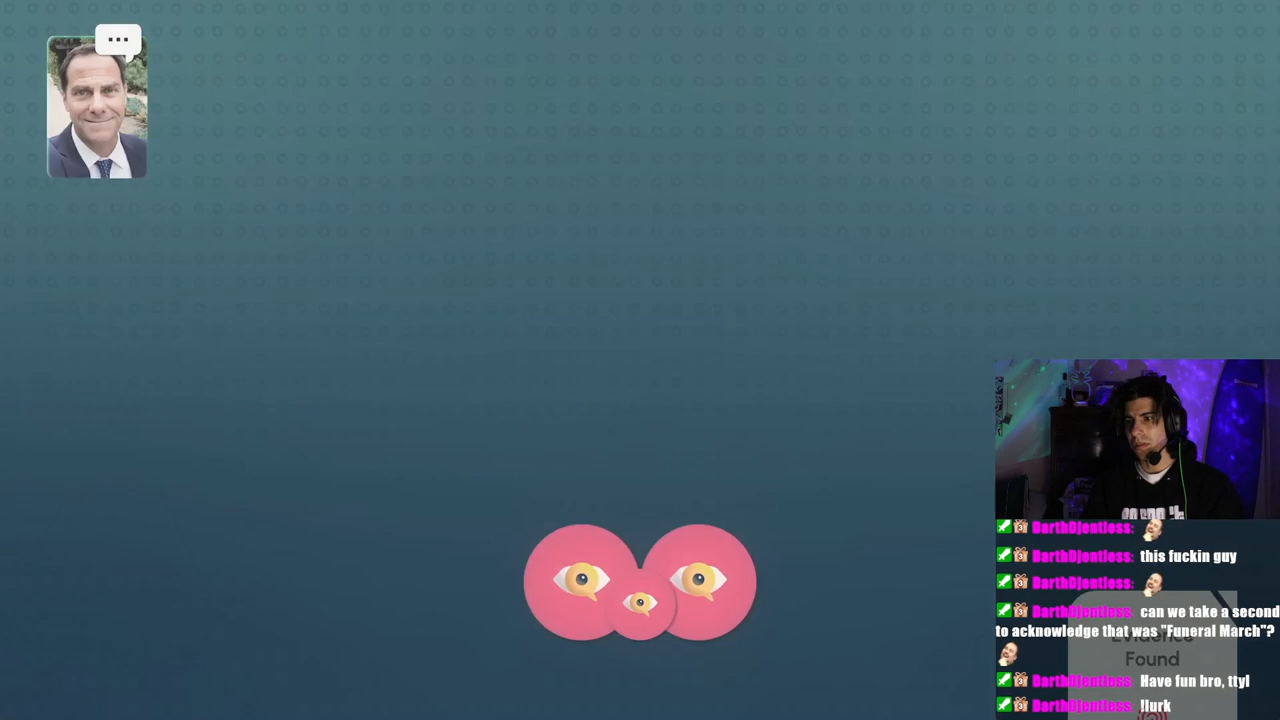 ...
DarthDjentless:
DarthDjentless: this fuckin guy
DarthDjentless:
DarthDjentless: can we take a second
to acknowledge that was "Funeral March"?
Evidence
Found
DarthDjentless: Have fun bro, ttyl
DarthDjentless: !lurk